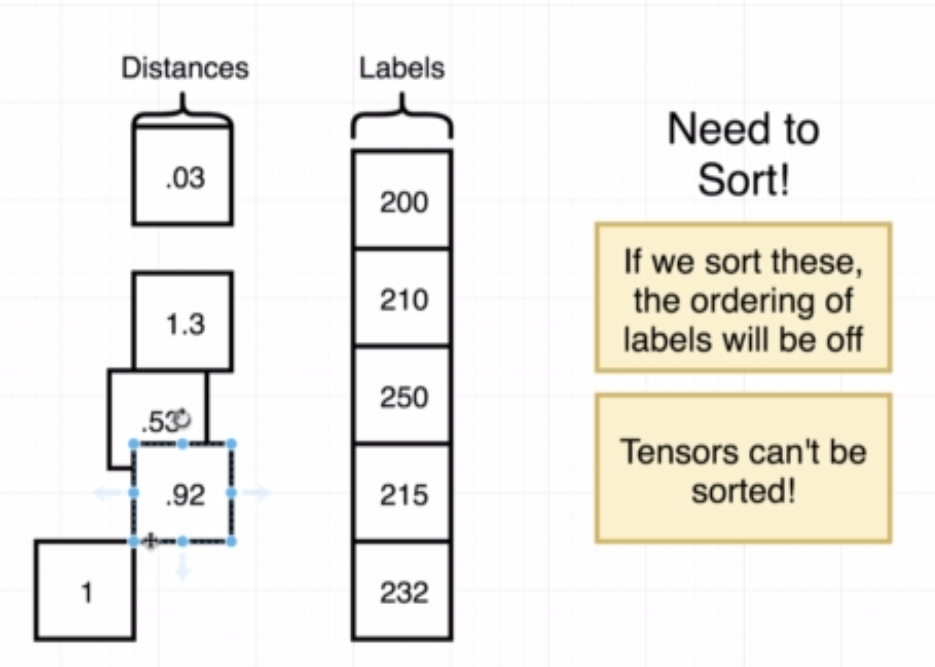 Distances
Labels
.03
1.3
.53
.92
1
200
210
250
215
232
Need to
Sort!
If we sort these,
the ordering of
labels will be off
Tensors can't be
sorted!